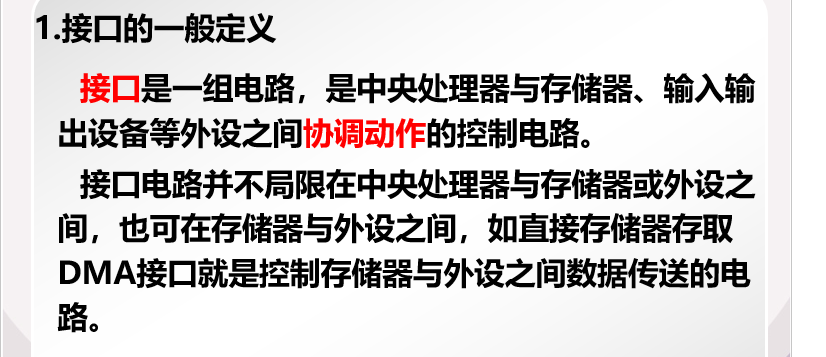 1.接口的一般定义
接口是一组电路，是中央处理器与存储器、输入输
出设备等外设之间协调动作的控制电路。
接口电路并不局限在中央处理器与存储器或外设之
间，也可在存储器与外设之间，如直接存储器存取
DMA接口就是控制存储器与外设之间数据传送的电
路。